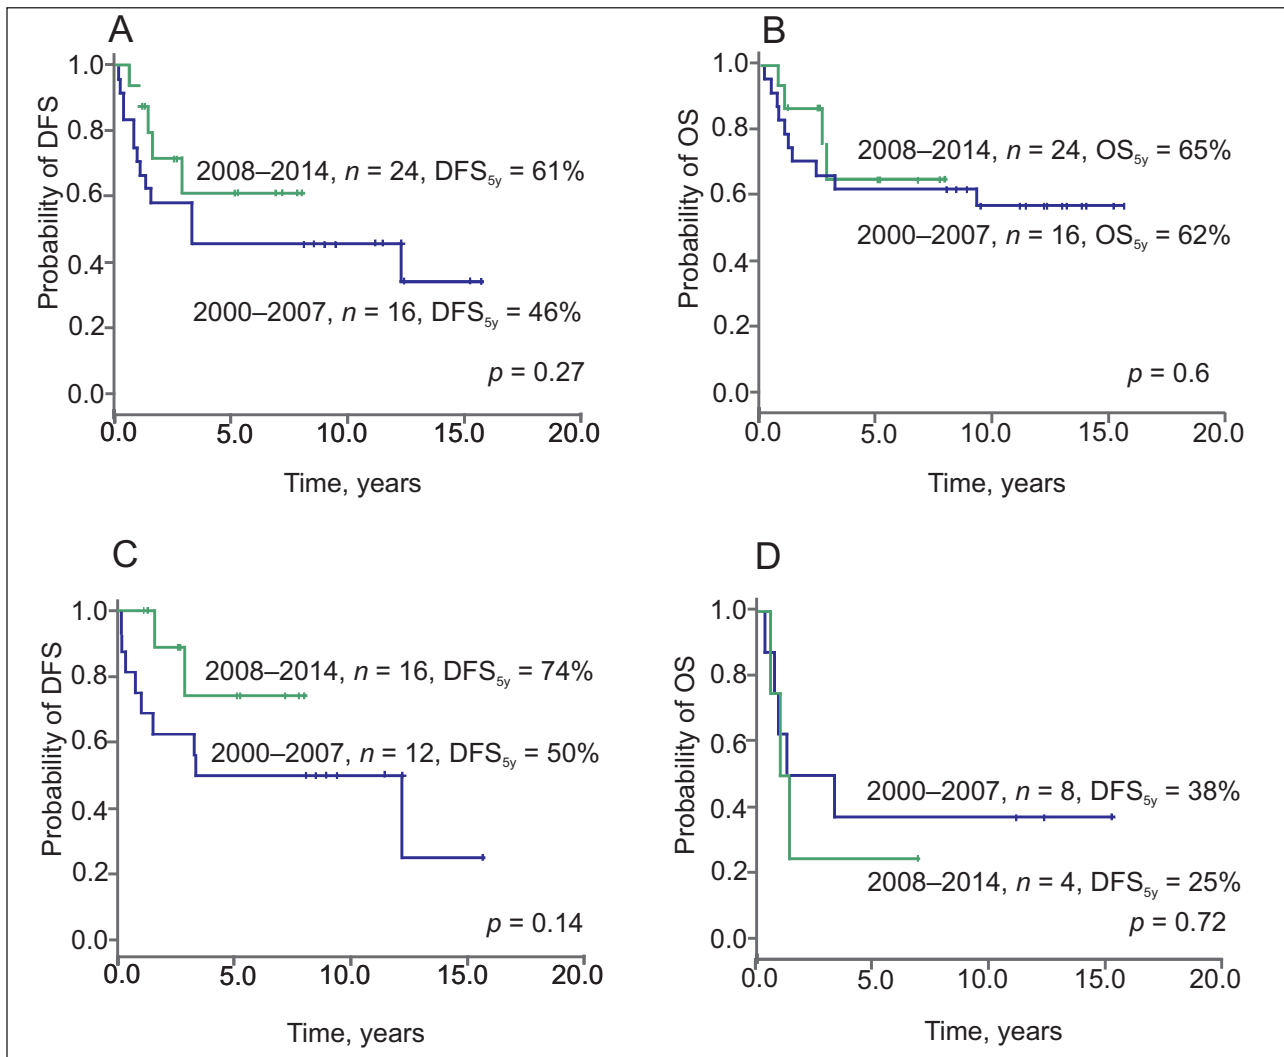 A
Probability of DFS
1.0
0.8
0.6
0.4
0.2
0.0
2008–2014, n = 24, DFS5y = 61%
2000–2007, n = 16, DFS5y = 46%
p = 0.27
0.0 5.0 10.0 15.0 20.0
Time, years
B
Probability of OS
1.0
0.8
0.6
0.4
0.2
0.0
2008–2014, n = 24, OS5y = 65%
2000–2007, n = 16, OS5y = 62%
p = 0.6
0.0 5.0 10.0 15.0 20.0
Time, years
C
Probability of DFS
1.0
0.8
0.6
0.4
0.2
0.0
2008–2014, n = 16, DFS5y = 74%
2000–2007, n = 12, DFS5y = 50%
p = 0.14
0.0 5.0 10.0 15.0 20.0
Time, years
D
Probability of OS
1.0
0.8
0.6
0.4
0.2
0.0
2000–2007, n = 8, DFS5y = 38%
2008–2014, n = 4, DFS5y = 25%
p = 0.72
0.0 5.0 10.0 15.0 20.0
Time, years